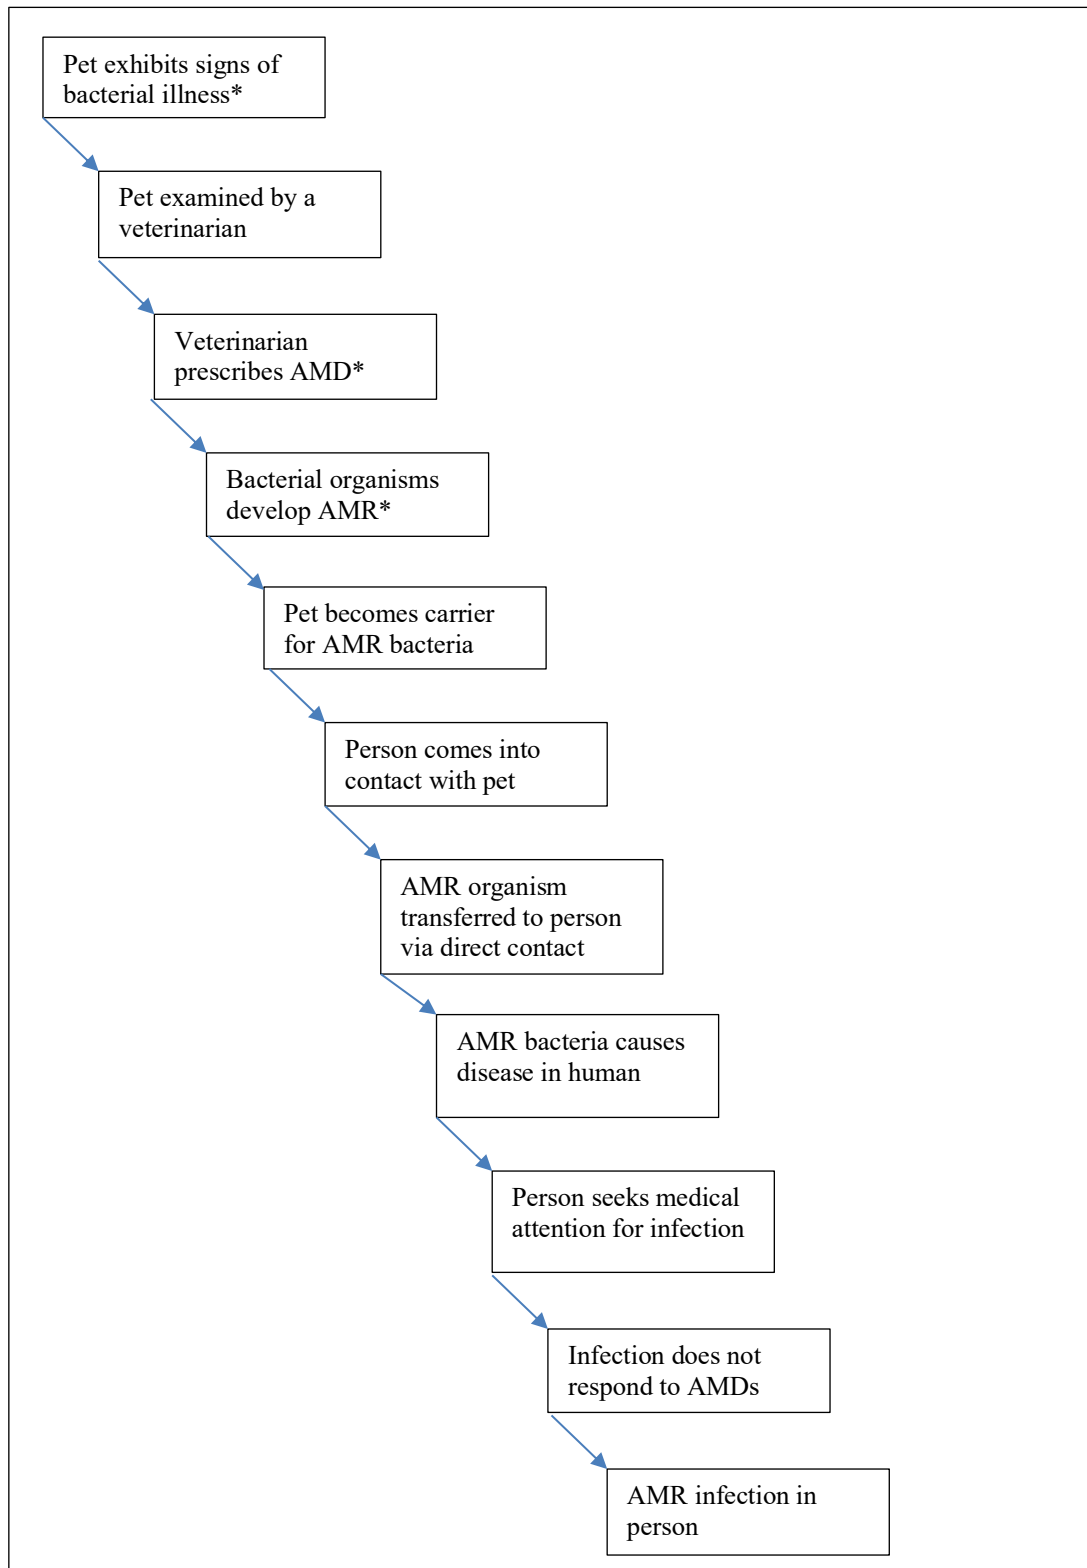 Pet exhibits signs of
bacterial illness*
Pet examined by a
veterinarian
Veterinarian
prescribes AMD*
Bacterial organisms
develop AMR*
Pet becomes carrier
for AMR bacteria
Person comes into
contact with pet
AMR organism
transferred to person
via direct contact
AMR bacteria causes
disease in human
Person seeks medical
attention for infection
Infection does not
respond to AMDs
AMR infection in
person